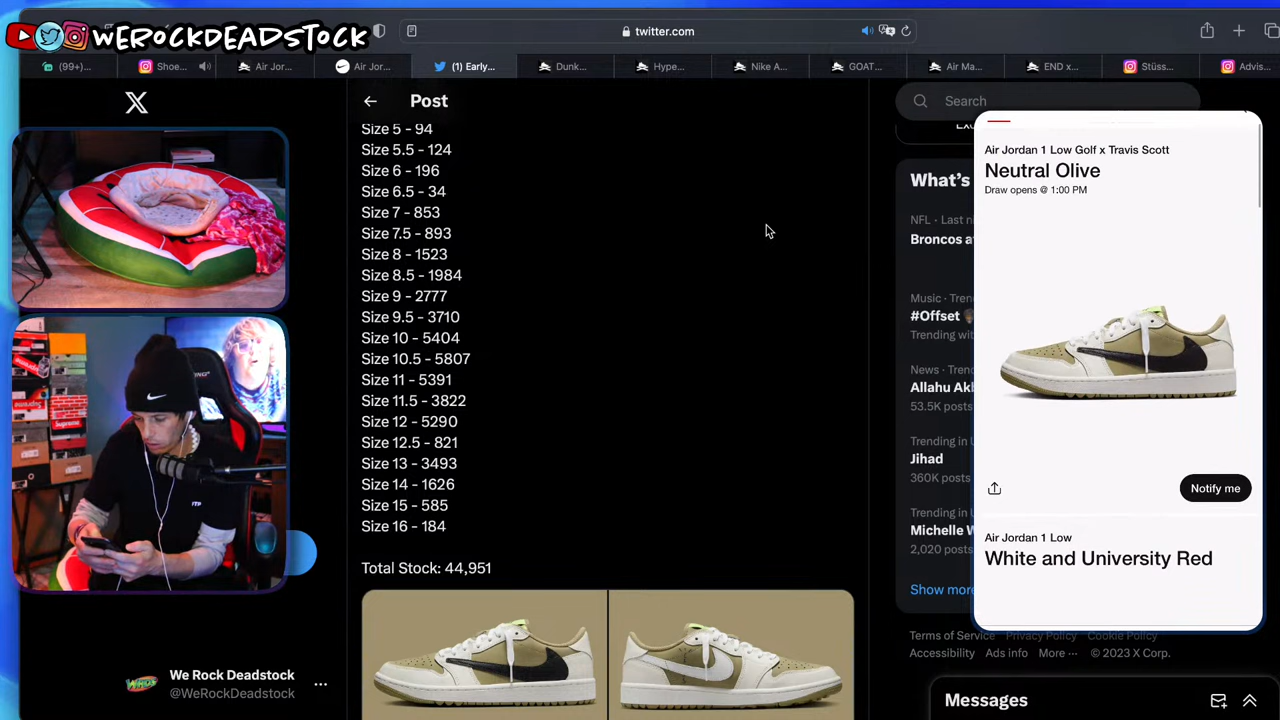 WEROCKDEADSTOCK
twitter.com
(99+)...
Shoe...
Air Jor...
Air Jor...
(1) Early...
Dunk...
Hype...
Nike A...
GOAT...
Air Ma...
END x...
Stüss...
Advis...
Post
Search
Size 5 - 94
Size 5.5 - 124
Size 6 - 196
Size 6.5 - 34
Size 7 - 853
Size 7.5 - 893
Size 8 - 1523
Size 8.5 - 1984
Size 9 - 2777
Size 9.5 - 3710
Size 10 - 5404
Size 10.5 - 5807
Size 11 - 5391
Size 11.5 - 3822
Size 12 - 5290
Size 12.5 - 821
Size 13 - 3493
Size 14 - 1626
Size 15 - 585
Size 16 - 184
Total Stock: 44,951
We Rock Deadstock
@WeRockDeadstock
What's
NFL · Last n
Broncos a
Music · Tren
#Offset
Trending with
News · Tren
Allahu Ak
53.5K posts
Trending in U
Jihad
360K posts
Trending in U
Michelle W
2,020 posts
Show more
Air Jordan 1 Low Golf x Travis Scott
Neutral Olive
Draw opens @ 1:00 PM
Notify me
Air Jordan 1 Low
White and University Red
Terms of Service Privacy Policy Cookie Policy
Accessibility Ads info More ··· © 2023 X Corp.
Messages